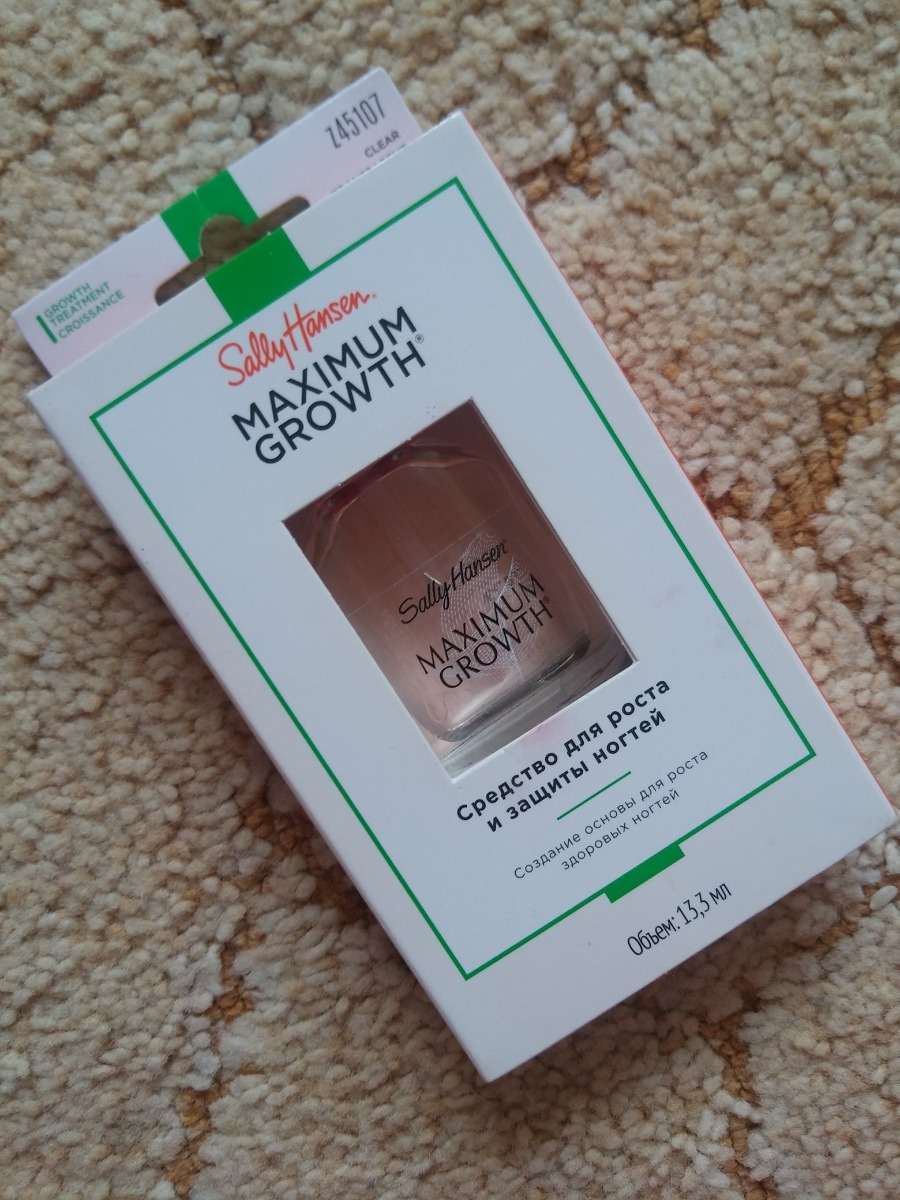 Z45107
CLEAR
GROWTH
TREATMENT
CROISSANCE
Sally Hansen®
MAXIMUM
GROWTH®
Sally Hansen®
MAXIMUM
GROWTH®
Средство для роста
и защиты ногтей
Создание основы для роста
здоровых ногтей
Объем: 13,3 мл